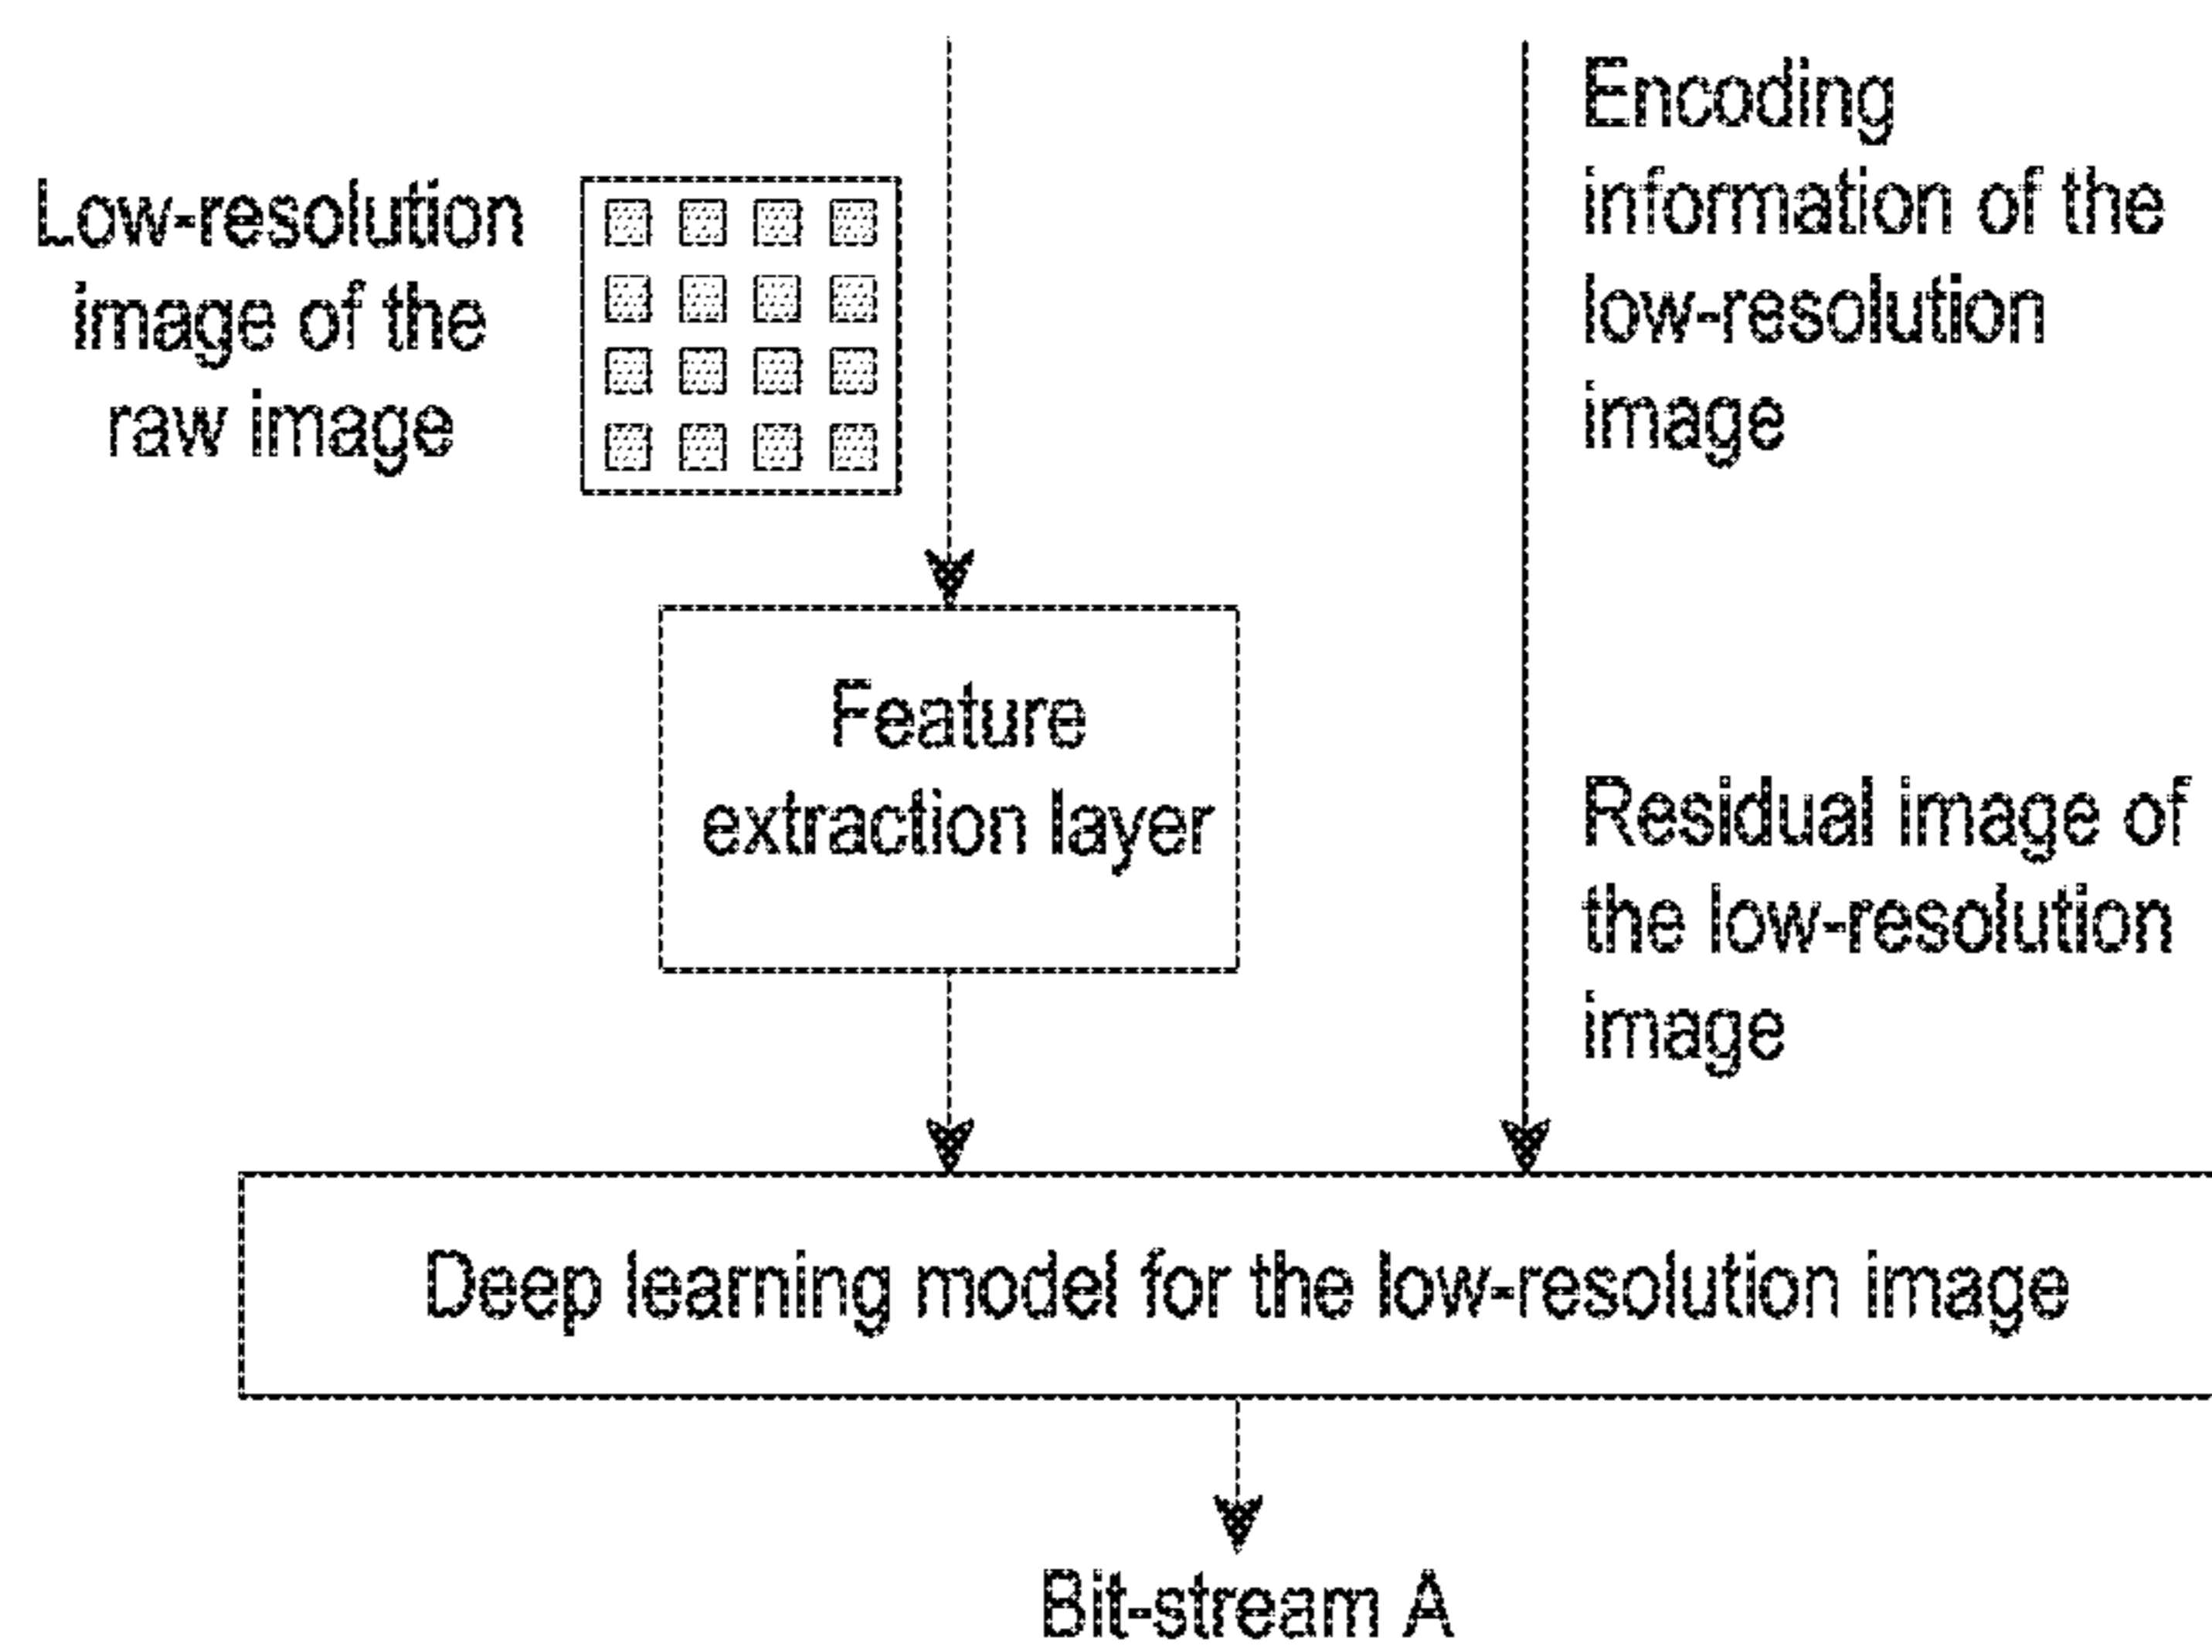 Low-resolution
image of the
raw image
Encoding
information of the
low-resolution
image
Feature
extraction layer
Residual image of
the low-resolution
image
Deep learning model for the low-resolution image
Bit-stream A